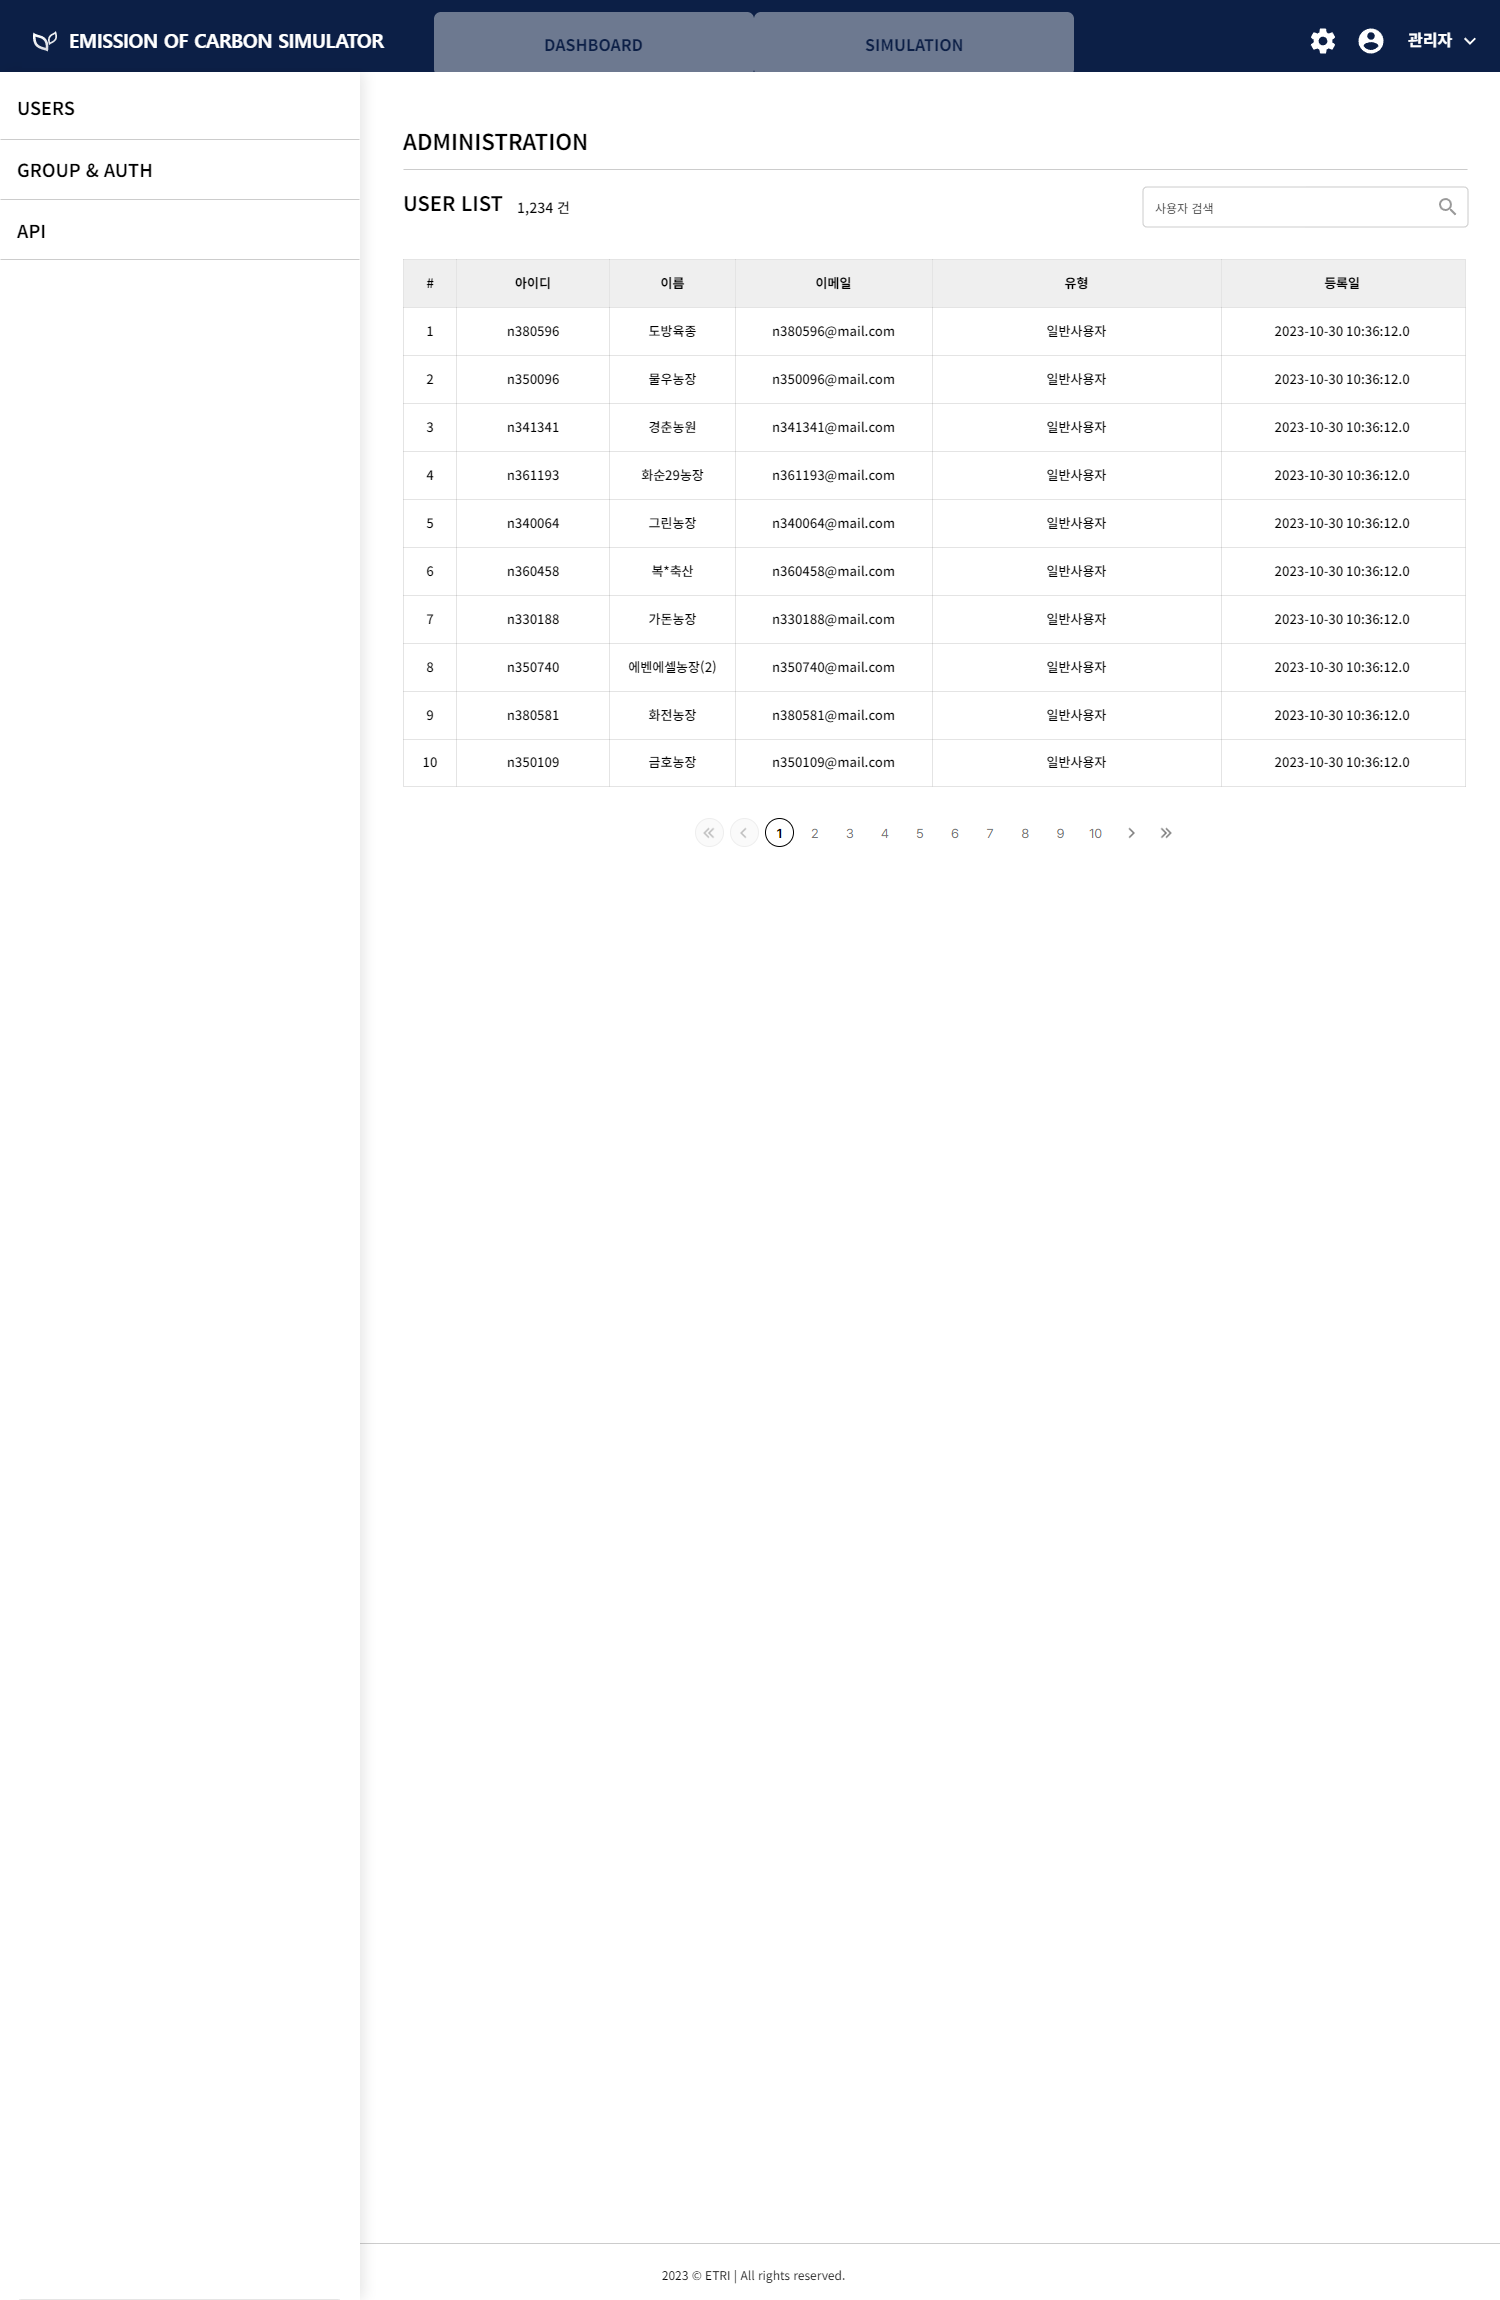 EMISSION OF CARBON SIMULATOR DASHBOARD SIMULATION 관리자
USERS
GROUP & AUTH
API
ADMINISTRATION
USER LIST 1,234 건 사용자 검색
# 아이디 이름 이메일 유형 등록일
1 n380596 도방육종 n380596@mail.com 일반사용자 2023-10-30 10:36:12.0
2 n350096 물우농장 n350096@mail.com 일반사용자 2023-10-30 10:36:12.0
3 n341341 경춘농원 n341341@mail.com 일반사용자 2023-10-30 10:36:12.0
4 n361193 화순29농장 n361193@mail.com 일반사용자 2023-10-30 10:36:12.0
5 n340064 그린농장 n340064@mail.com 일반사용자 2023-10-30 10:36:12.0
6 n360458 복*축산 n360458@mail.com 일반사용자 2023-10-30 10:36:12.0
7 n330188 가돈농장 n330188@mail.com 일반사용자 2023-10-30 10:36:12.0
8 n350740 에벤에셀농장(2) n350740@mail.com 일반사용자 2023-10-30 10:36:12.0
9 n380581 화전농장 n380581@mail.com 일반사용자 2023-10-30 10:36:12.0
10 n350109 금호농장 n350109@mail.com 일반사용자 2023-10-30 10:36:12.0
1 2 3 4 5 6 7 8 9 10
2023 © ETRI | All rights reserved.